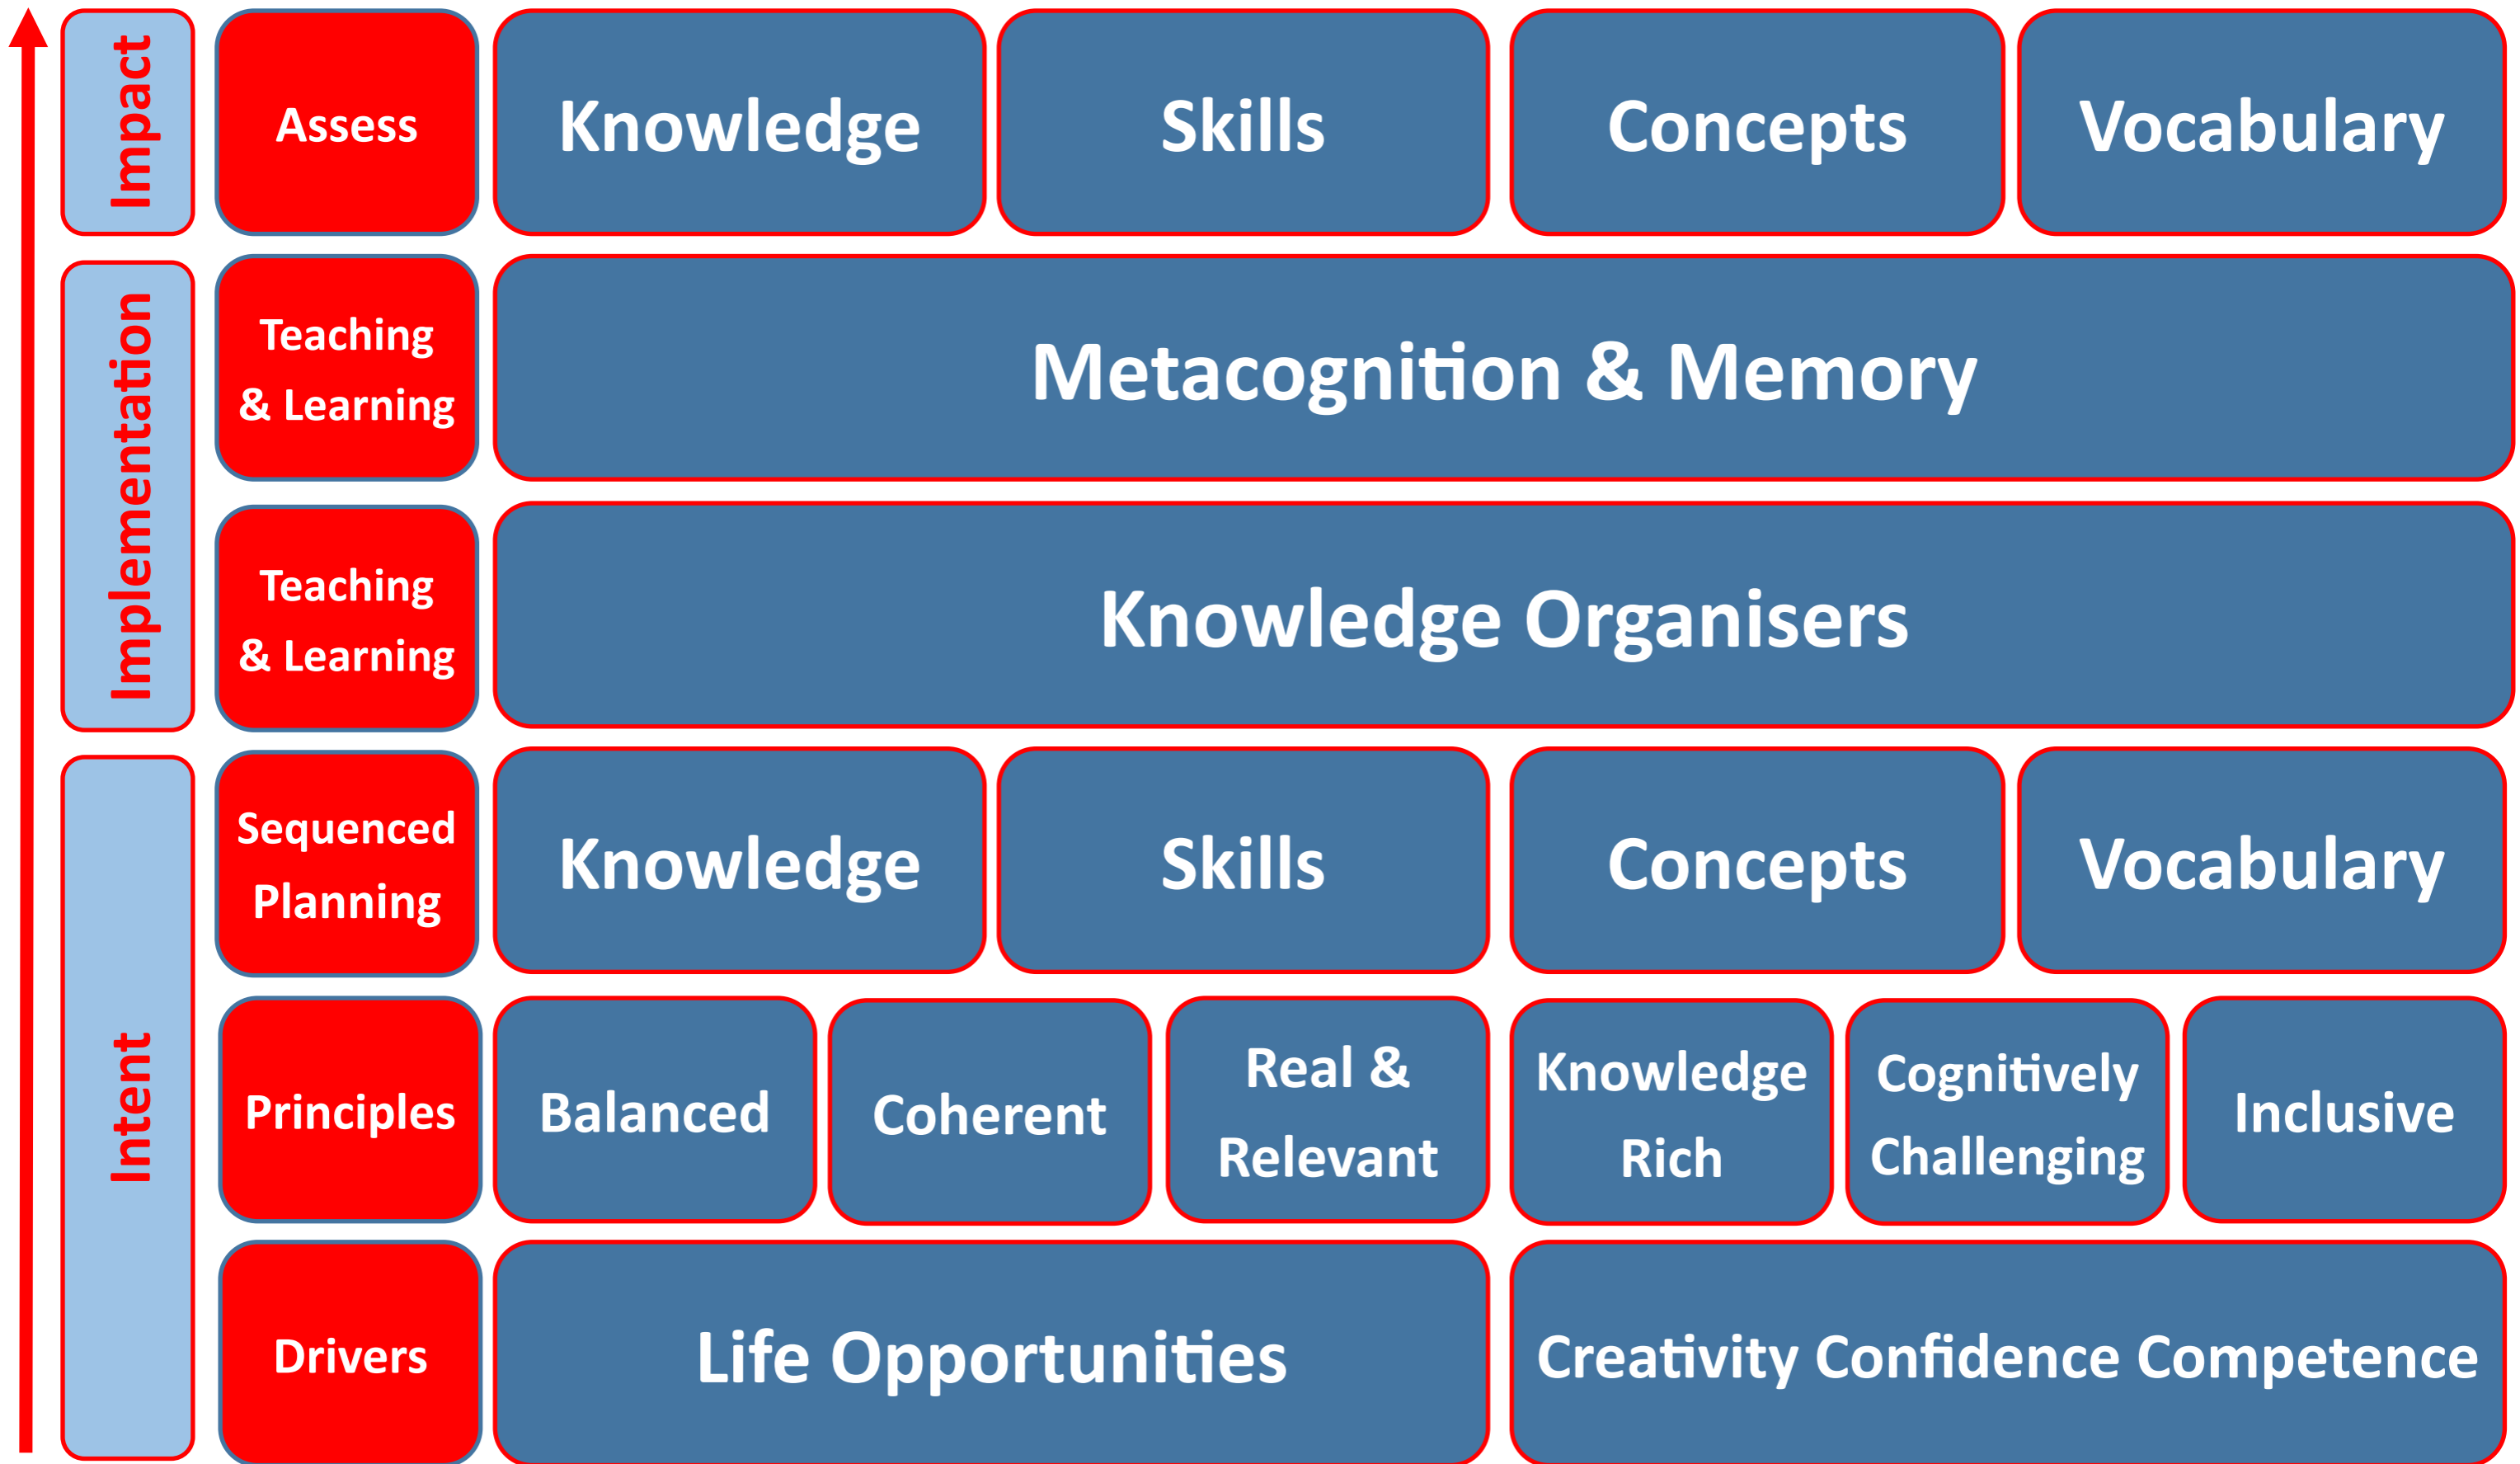 Impact
Assess
Knowledge
Skills
Concepts
Vocabulary
Implementation
Teaching
& Learning
Metacognition & Memory
Teaching
& Learning
Knowledge Organisers
Intent
Sequenced
Planning
Knowledge
Skills
Concepts
Vocabulary
Principles
Balanced
Coherent
Real &
Relevant
Knowledge
Rich
Cognitively
Challenging
Inclusive
Drivers
Life Opportunities
Creativity Confidence Competence